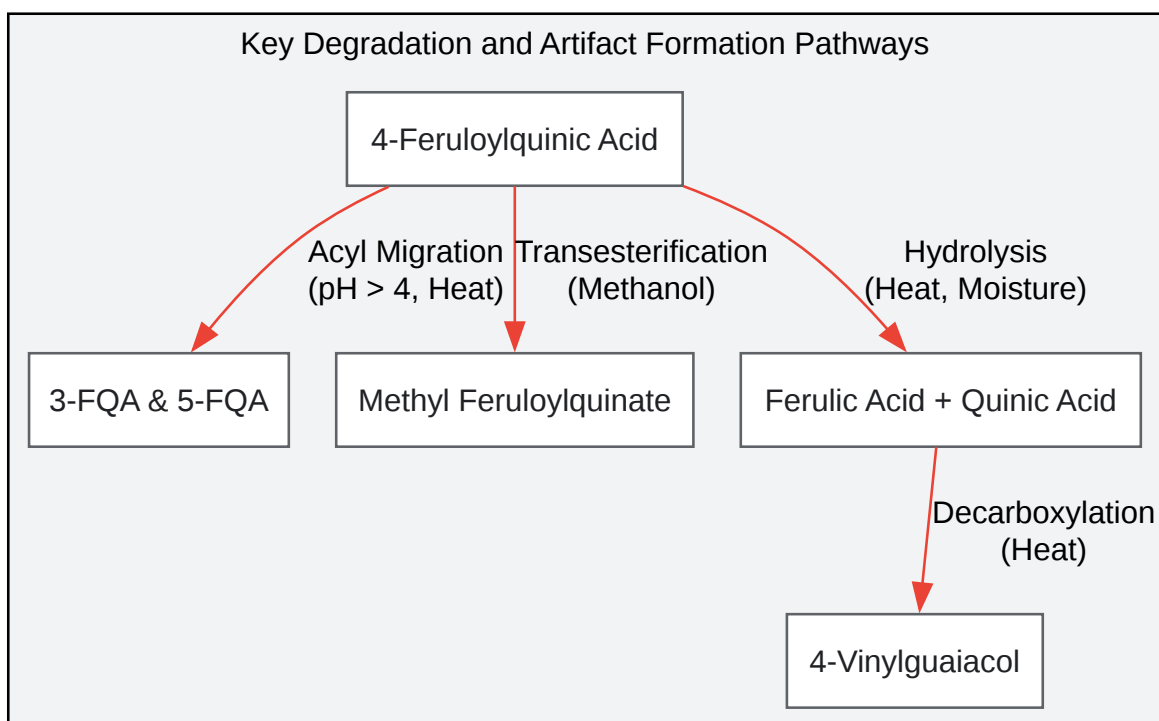 Key Degradation and Artifact Formation Pathways
4-Feruloylquinic Acid
Acyl Migration
(pH > 4, Heat)
Transesterification
(Methanol)
Hydrolysis
(Heat, Moisture)
3-FQA & 5-FQA
Methyl Feruloylquinate
Ferulic Acid + Quinic Acid
Decarboxylation
(Heat)
4-Vinylguaiacol